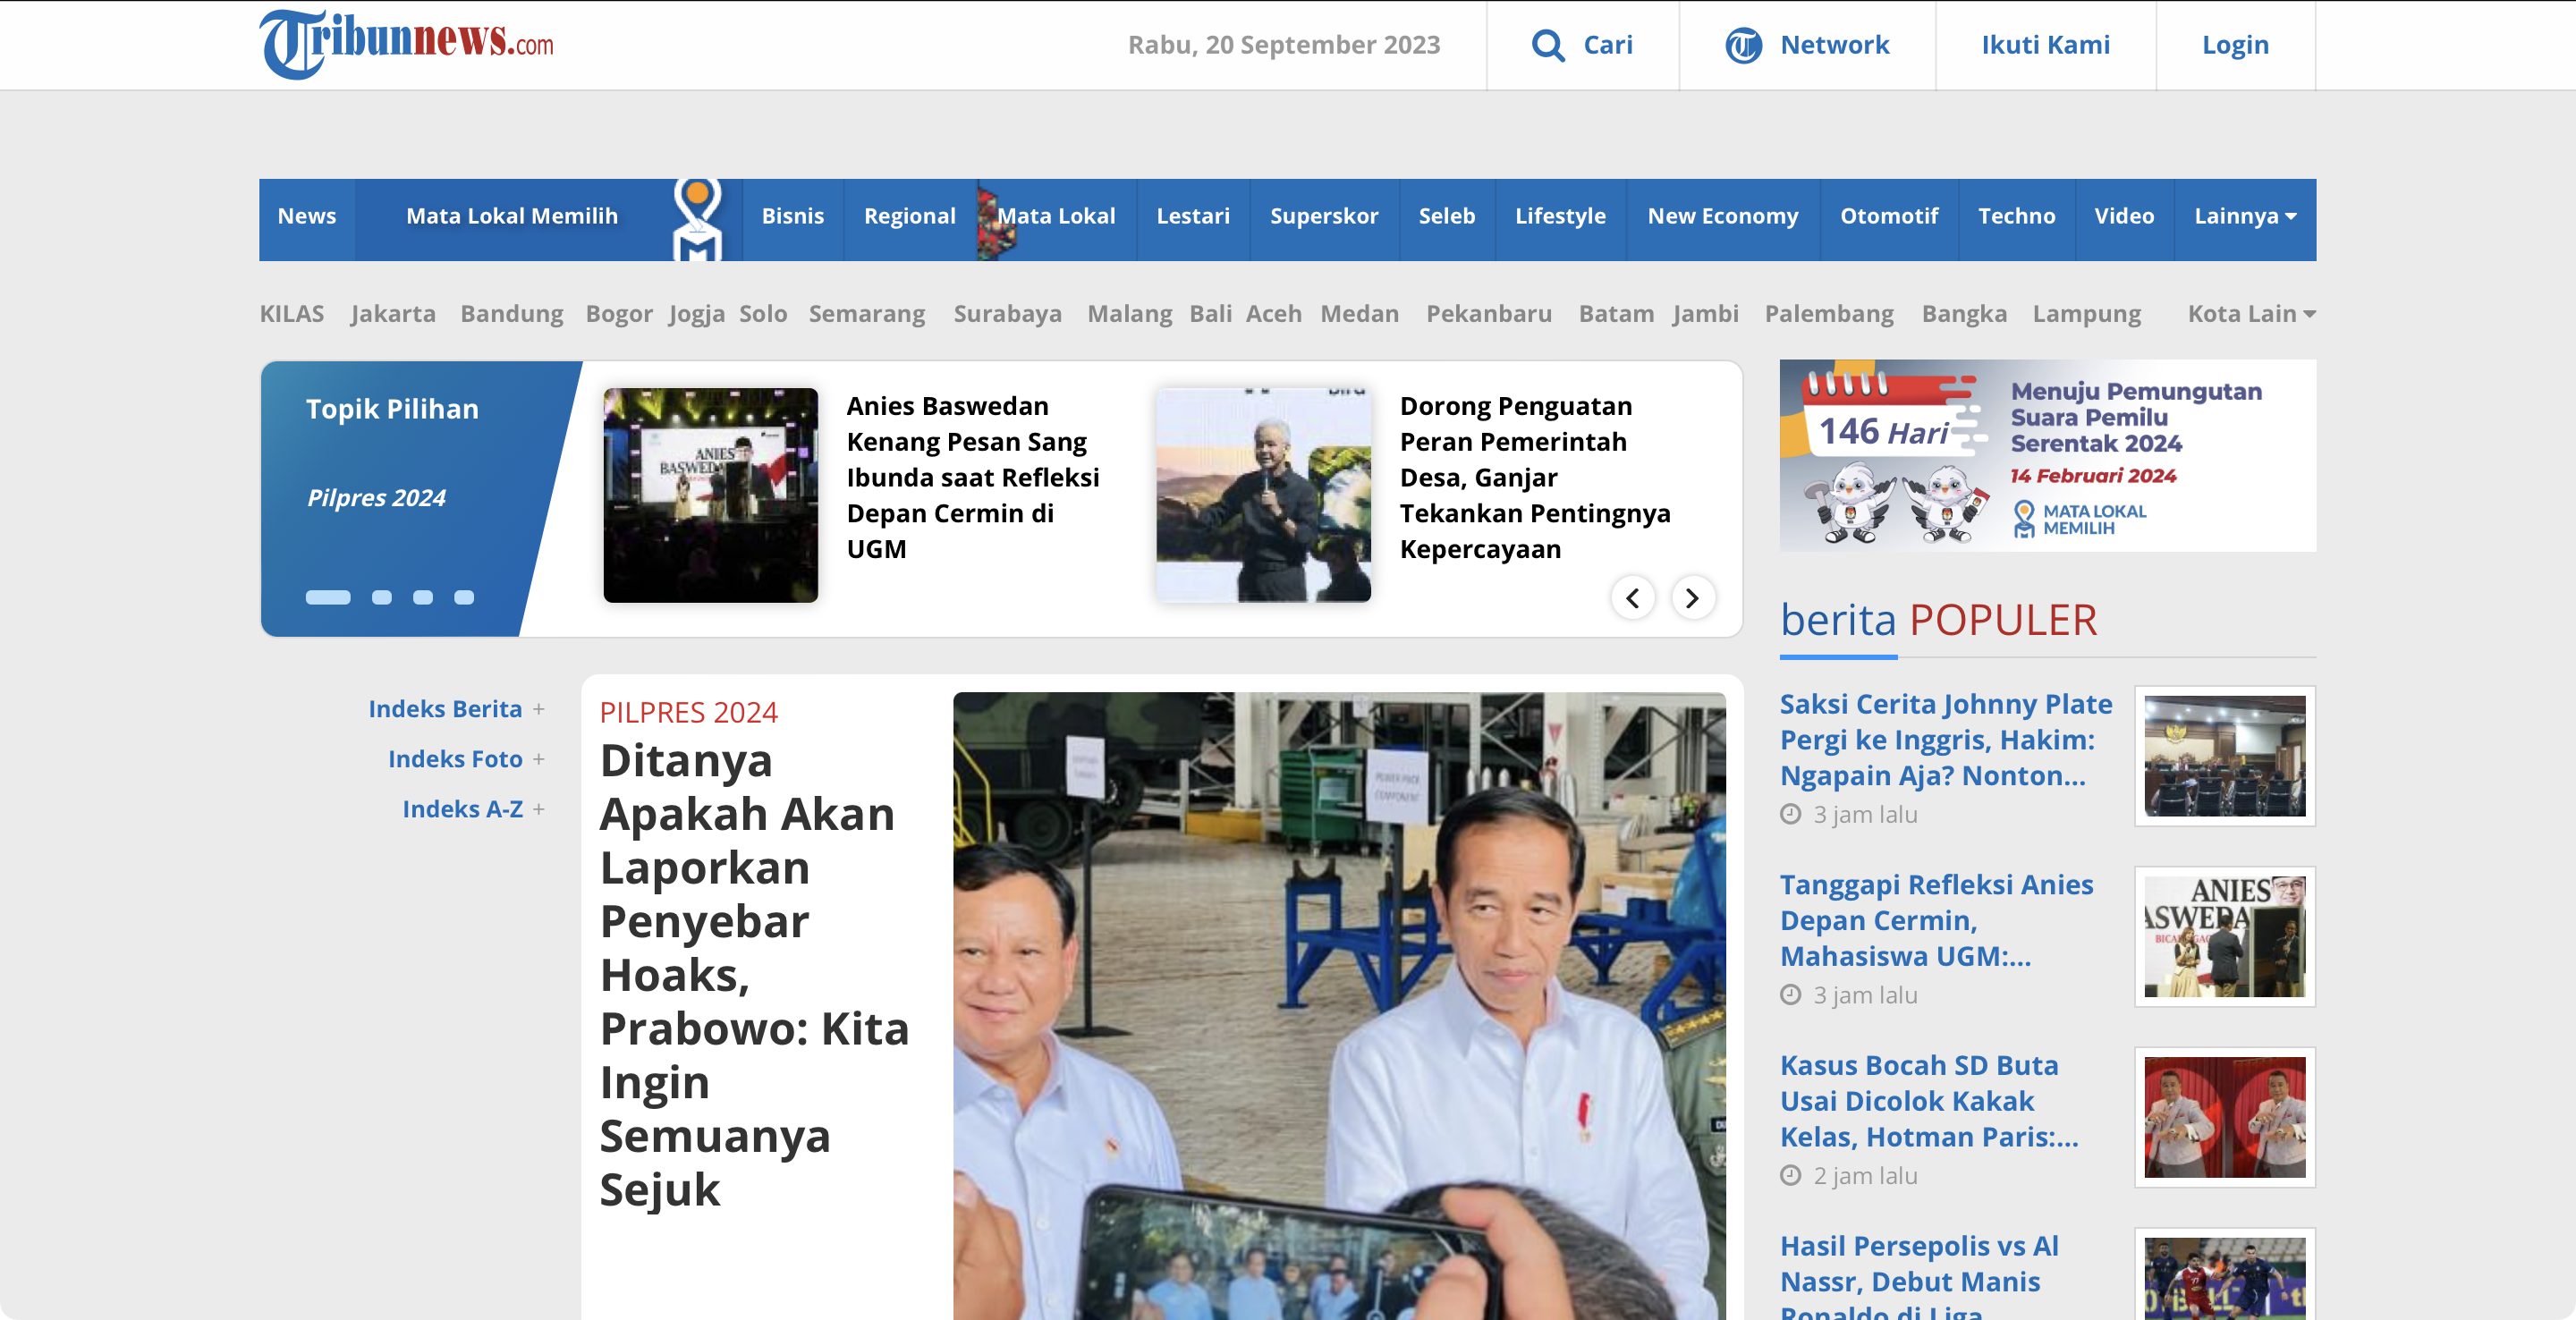 Tribunnews.com
Rabu, 20 September 2023
Cari
Network
Ikuti Kami
Login
News
Mata Lokal Memilih
Bisnis
Regional
Mata Lokal
Lestari
Superskor
Seleb
Lifestyle
New Economy
Otomotif
Techno
Video
Lainnya
KILAS
Jakarta
Bandung
Bogor
Jogja
Solo
Semarang
Surabaya
Malang
Bali
Aceh
Medan
Pekanbaru
Batam
Jambi
Palembang
Bangka
Lampung
Kota Lain
Topik Pilihan
Pilpres 2024
ANIES
BASWEDA
Anies Baswedan
Kenang Pesan Sang
Ibunda saat Refleksi
Depan Cermin di
UGM
Dorong Penguatan
Peran Pemerintah
Desa, Ganjar
Tekankan Pentingnya
Kepercayaan
146 Hari
Menuju Pemungutan
Suara Pemilu
Serentak 2024
14 Februari 2024
MATA LOKAL
MEMILIH
Indeks Berita +
Indeks Foto +
Indeks A-Z +
PILPRES 2024
Ditanya
Apakah Akan
Laporkan
Penyebar
Hoaks,
Prabowo: Kita
Ingin
Semuanya
Sejuk
POWER PACK
COMPONENT
berita POPULER
Saksi Cerita Johnny Plate
Pergi ke Inggris, Hakim:
Ngapain Aja? Nonton...
3 jam lalu
Tanggapi Refleksi Anies
Depan Cermin,
Mahasiswa UGM:...
3 jam lalu
ANIES
ASWEDA
Kasus Bocah SD Buta
Usai Dicolok Kakak
Kelas, Hotman Paris:...
2 jam lalu
Hasil Persepolis vs Al
Nassr, Debut Manis
Ronaldo di Liga